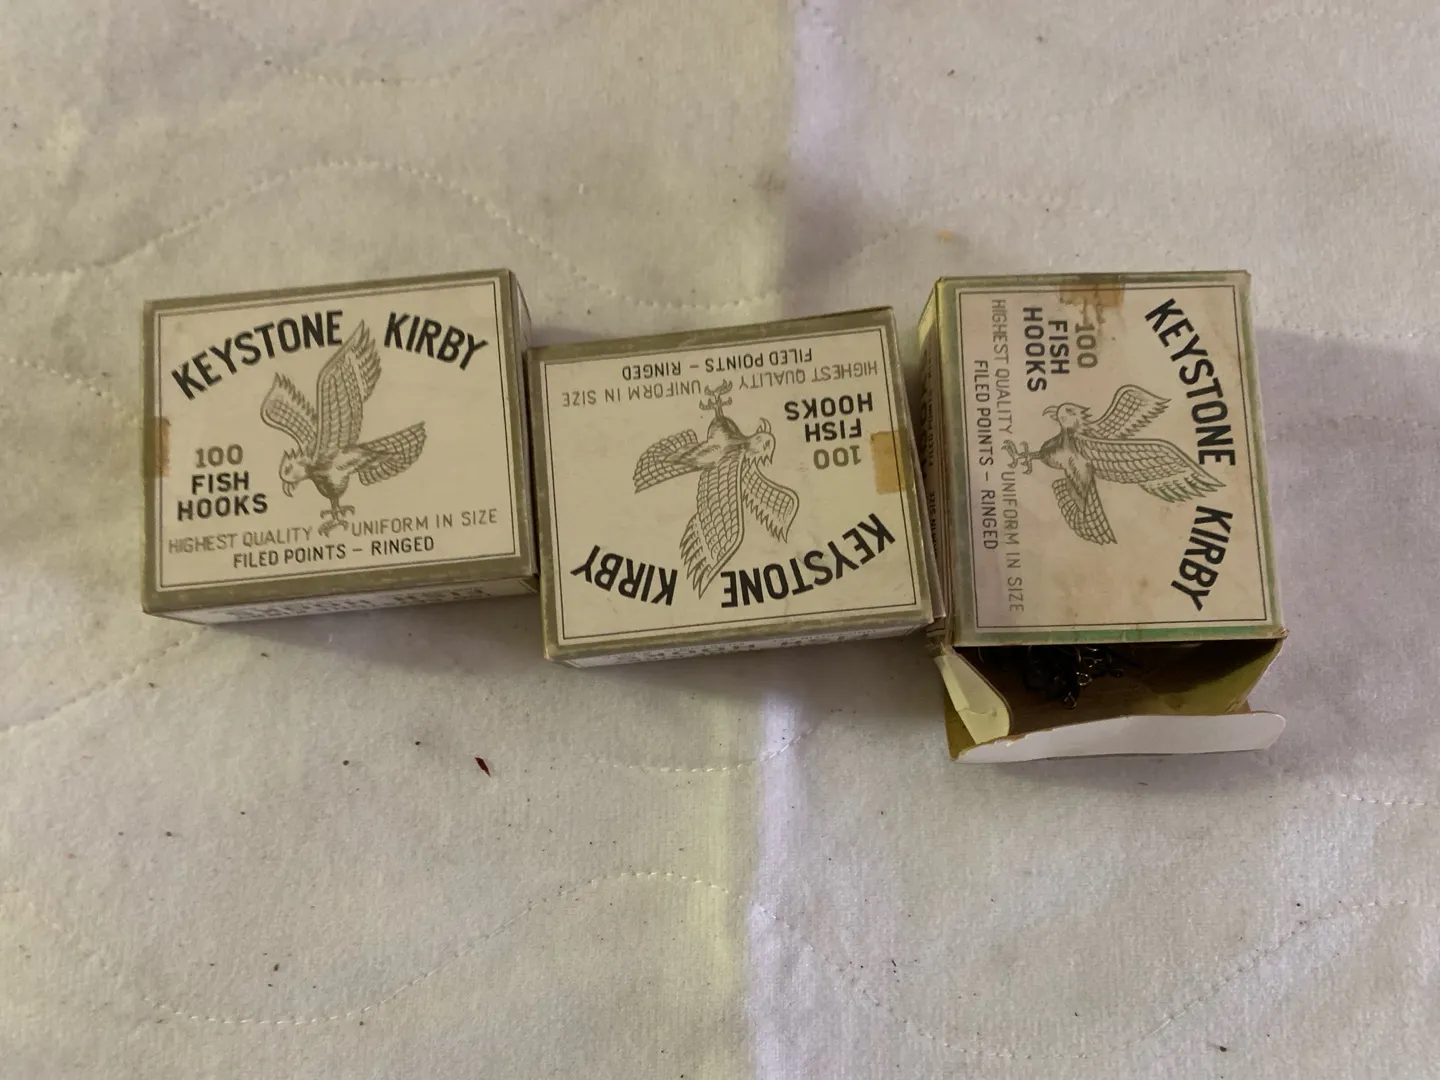 KEYSTONE KIRBY
100
FISH
HOOKS
HIGHEST QUALITY UNIFORM IN SIZE
FILED POINTS - RINGED
KEYSTONE KIRBY
100
FISH
HOOKS
HIGHEST QUALITY UNIFORM IN SIZE
FILED POINTS - RINGED
KEYSTONE KIRBY
100
FISH
HOOKS
HIGHEST QUALITY UNIFORM IN SIZE
FILED POINTS - RINGED
FISH HOOKS